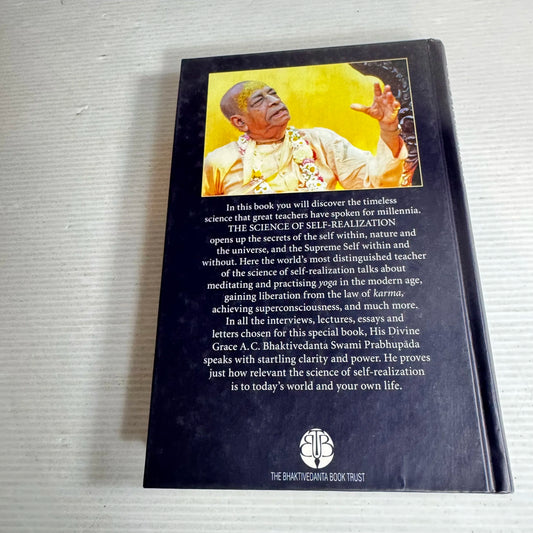 In this book you will discover the timeless
science that great teachers have spoken for millennia.
THE SCIENCE OF SELF-REALIZATION
opens up the secrets of the self within, nature and
the universe, and the Supreme Self within and
without. Here the world's most distinguished teacher
of the science of self-realization talks about
meditating and practising yoga in the modern age,
gaining liberation from the law of karma,
achieving superconsciousness, and much more.
In all the interviews, lectures, essays and
letters chosen for this special book, His Divine
Grace A. C. Bhaktivedanta Swami Prabhupāda
speaks with startling clarity and power. He proves
just how relevant the science of self-realization
is to today's world and your own life.
BBT
THE BHAKTIVEDANTA BOOK TRUST